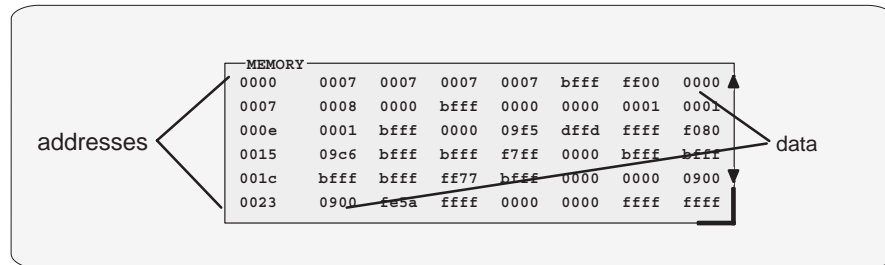 MEMORY
0000 0007 0007 0007 0007 bfff ff00 0000
0007 0008 0000 bfff 0000 0000 0001 0001
000e 0001 bfff 0000 09f5 dffd ffff f080
0015 09c6 bfff bfff f7ff 0000 bfff bfff
001c bfff bfff ff77 bfff 0000 0000 0900
0023 0900 fe5a ffff 0000 0000 ffff ffff
addresses
data